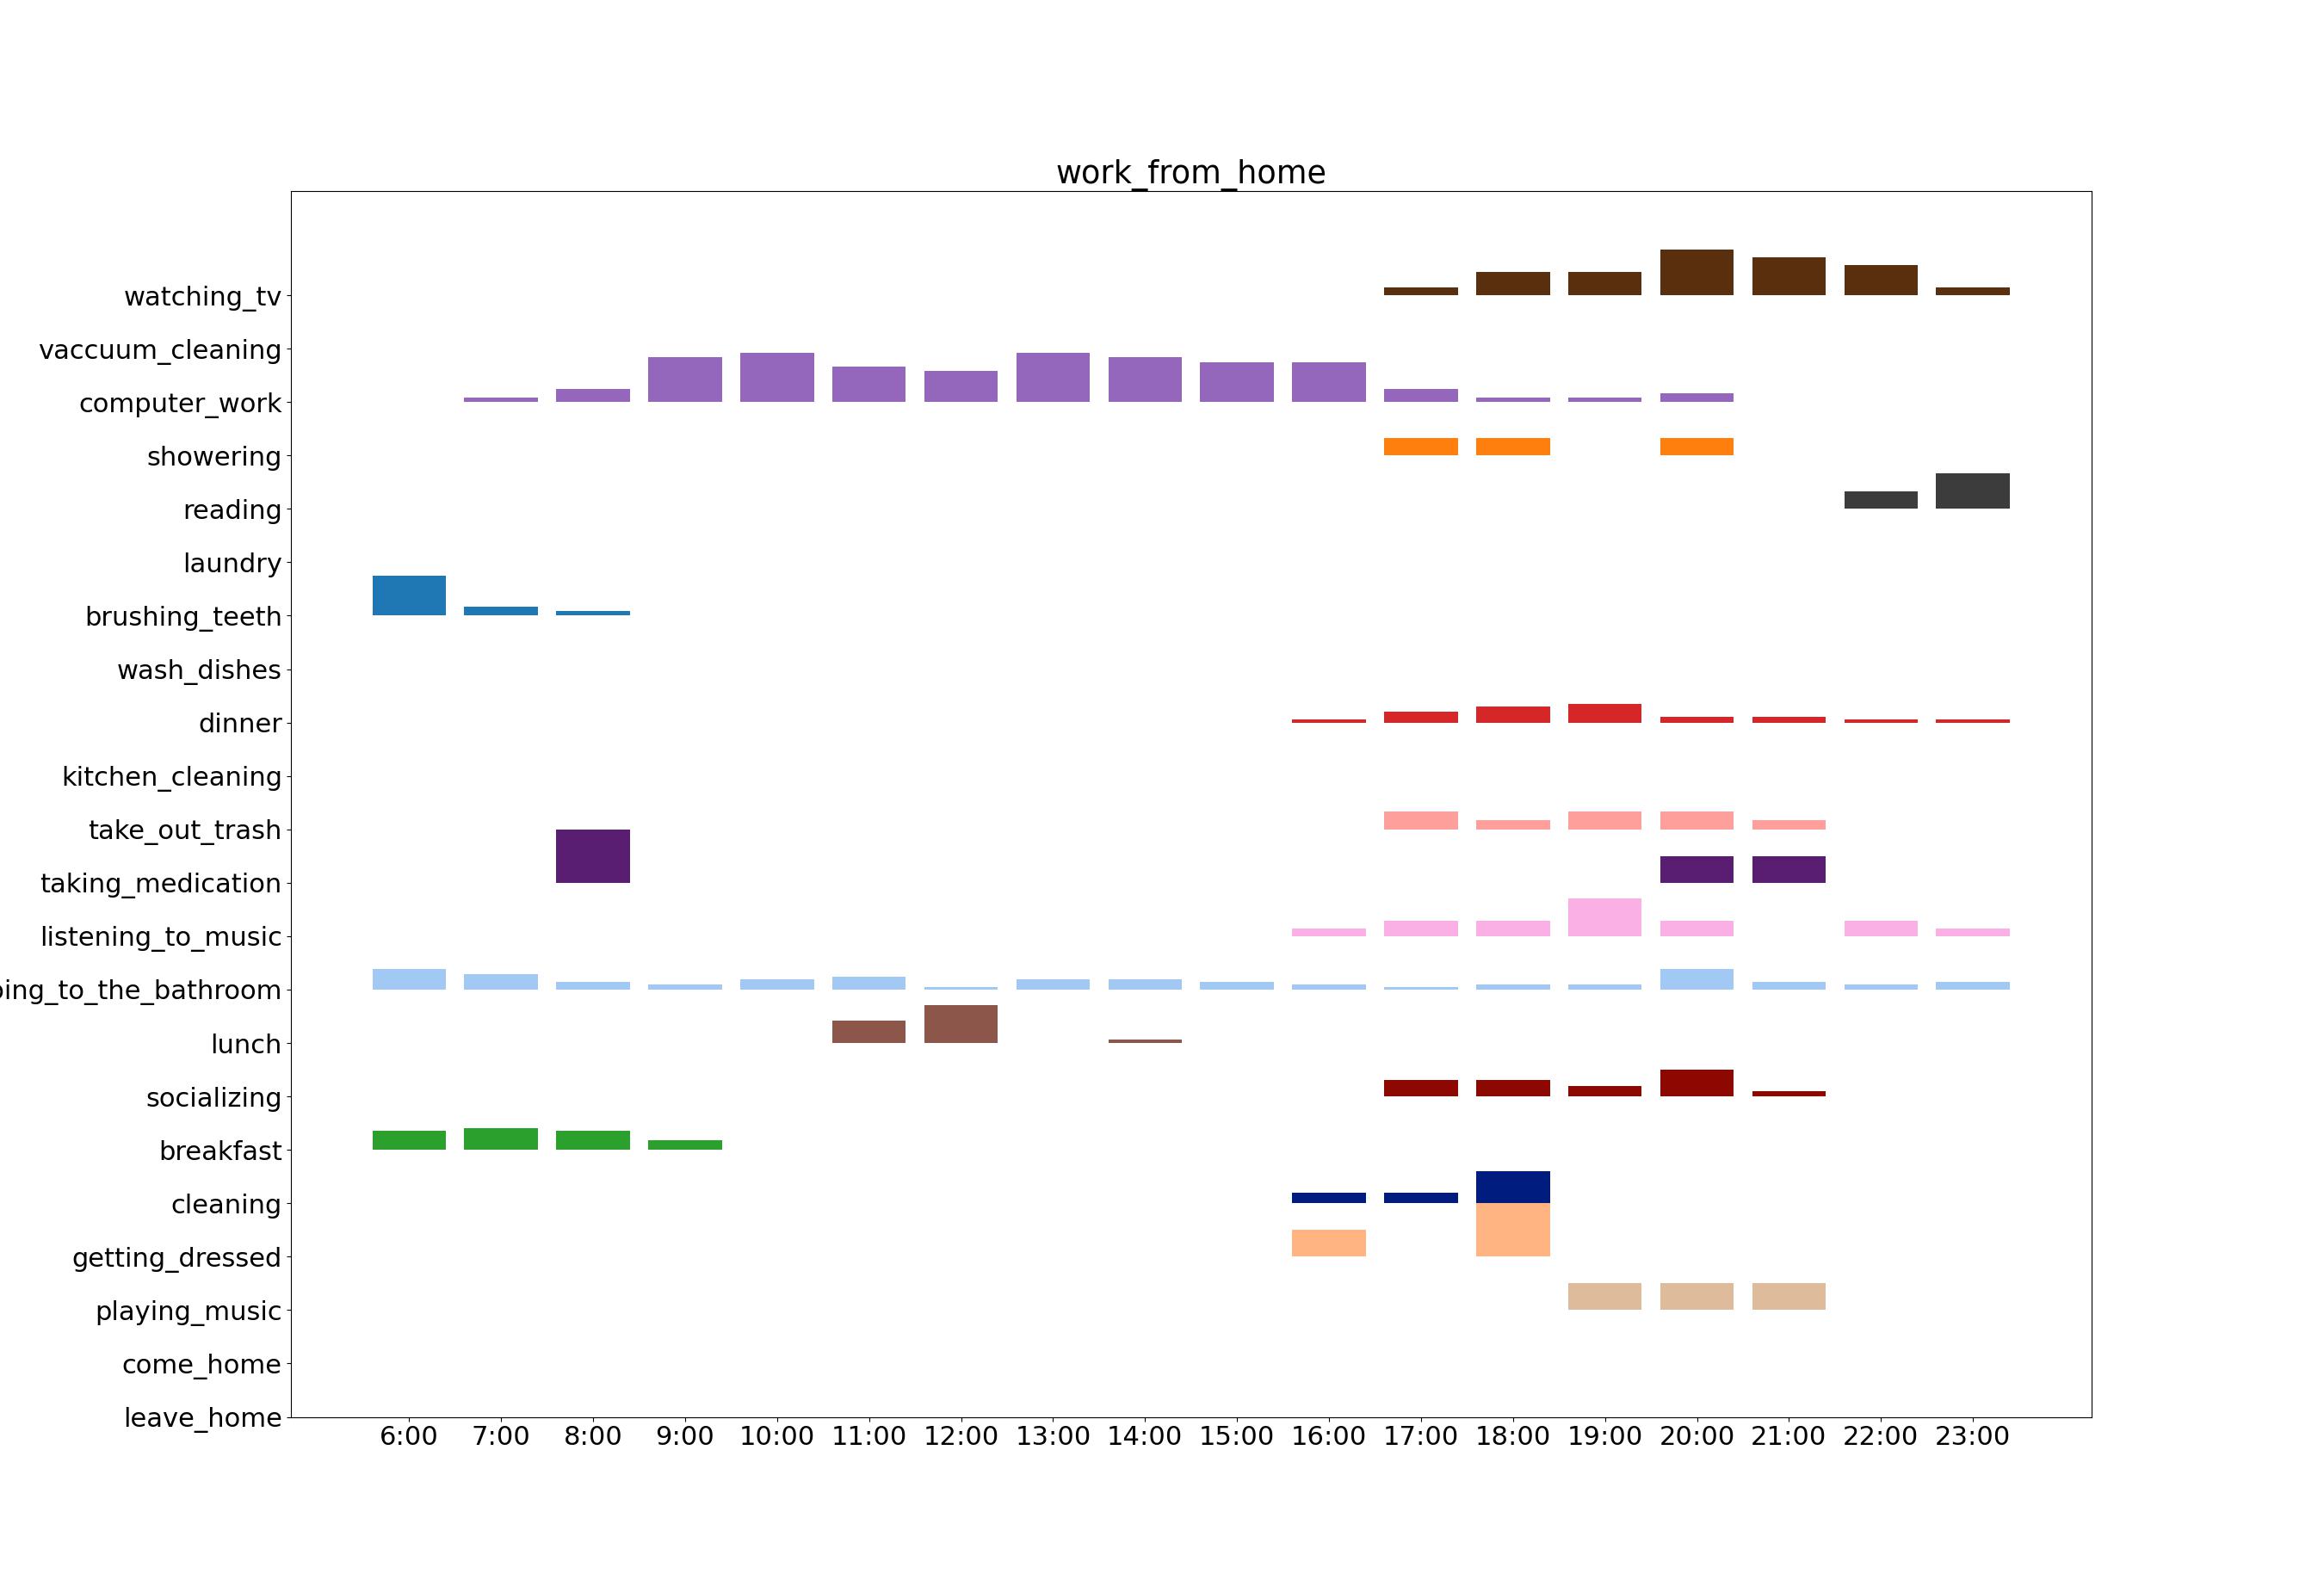 work_from_home
watching_tv
vaccuum_cleaning
computer_work
showering
reading
laundry
brushing_teeth
wash_dishes
dinner
kitchen_cleaning
take_out_trash
taking_medication
listening_to_music
ing_to_the_bathroom
lunch
socializing
breakfast
cleaning
getting_dressed
playing_music
come_home
leave_home
6:00 7:00 8:00 9:00 10:00 11:00 12:00 13:00 14:00 15:00 16:00 17:00 18:00 19:00 20:00 21:00 22:00 23:00